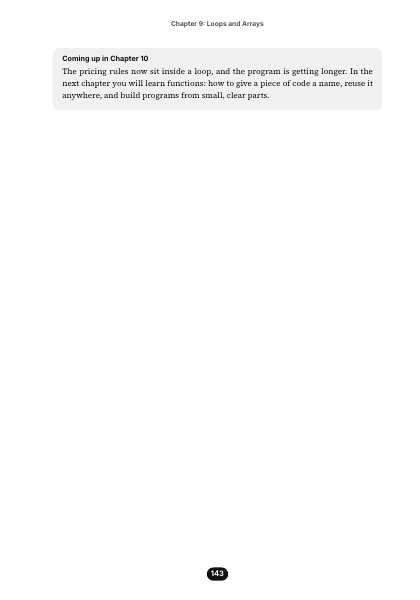 Chapter 9: Loops and Arrays
Coming up in Chapter 10
The pricing rules now sit inside a loop, and the program is getting longer. In the
next chapter you will learn functions: how to give a piece of code a name, reuse it
anywhere, and build programs from small, clear parts.
143